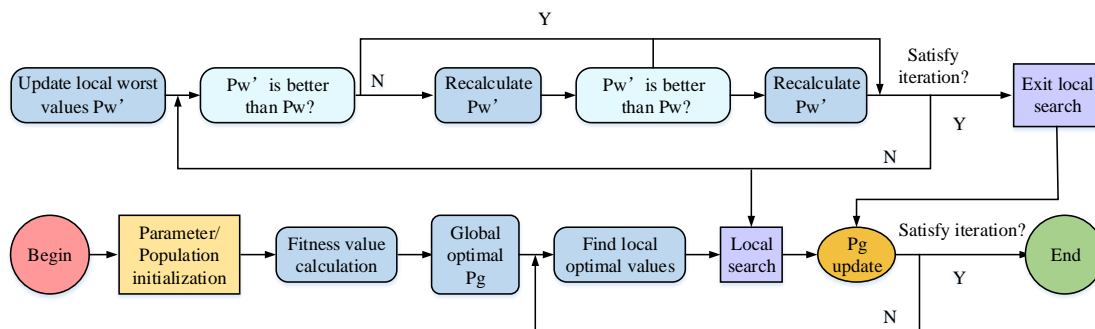 Y
Update local worst
values Pw’
Pw’ is better
than Pw?
N
Recalculate
Pw’
Pw’ is better
than Pw?
Recalculate
Pw’
Satisfy
iteration?
Y
N
Exit local
search
Begin
Parameter/
Population
initialization
Fitness value
calculation
Global
optimal
Pg
Find local
optimal values
Local
search
Pg
update
Satisfy iteration?
Y
N
End